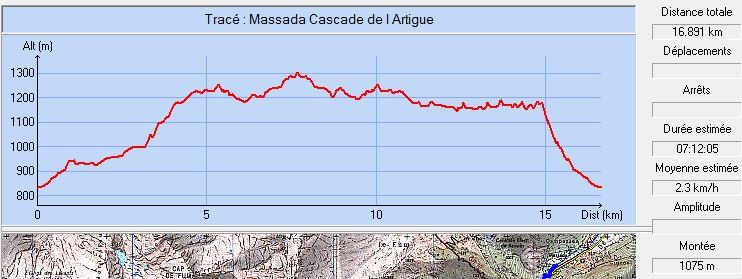 Tracé : Massada Cascade de l Artigue
Alt (m)
1300
1200
1100
1000
900
800
0
5
10
15
Dist (km)
Distance totale
16.891 km
Déplacements
Arrêts
Durée estimée
07:12:05
Moyenne estimée
2.3 km/h
Amplitude
Montée
1075 m